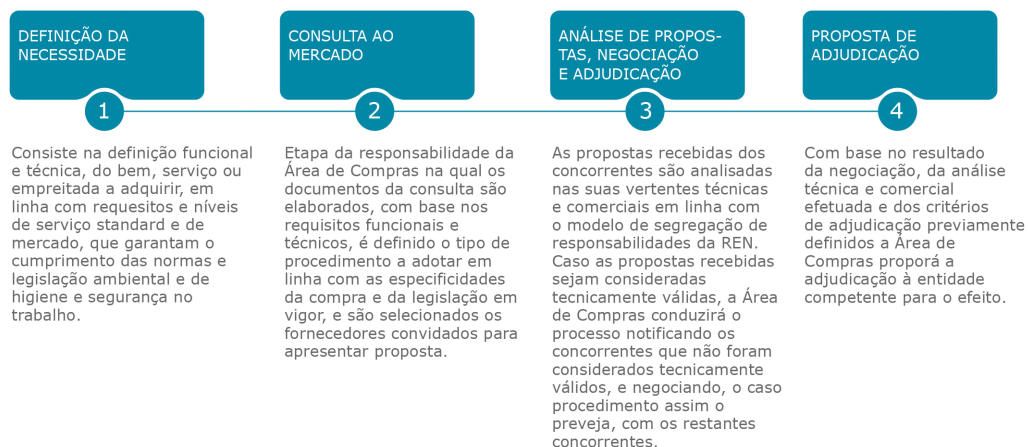 DEFINIÇÃO DA
NECESSIDADE
1
Consiste na definição funcional
e técnica, do bem, serviço ou
empreitada a adquirir, em
linha com requesitos e níveis
de serviço standard e de
mercado, que garantam o
cumprimento das normas e
legislação ambiental e de
higiene e segurança no
trabalho.
CONSULTA AO
MERCADO
2
Etapa da responsabilidade da
Área de Compras na qual os
documentos da consulta são
elaborados, com base nos
requisitos funcionais e
técnicos, é definido o tipo de
procedimento a adotar em
linha com as especificidades
da compra e da legislação em
vigor, e são selecionados os
fornecedores convidados para
apresentar proposta.
ANÁLISE DE PROPOS-
TAS, NEGOCIAÇÃO
E ADJUDICAÇÃO
3
As propostas recebidas dos
concorrentes são analisadas
nas suas vertentes técnicas
e comerciais em linha com
o modelo de segregação de
responsabilidades da REN.
Caso as propostas recebidas
sejam consideradas
tecnicamente válidas, a Área
de Compras conduzirá o
processo notificando os
concorrentes que não foram
considerados tecnicamente
válidos, e negociando, o caso
procedimento assim o
preveja, com os restantes
concorrentes.
PROPOSTA DE
ADJUDICAÇÃO
4
Com base no resultado
da negociação, da análise
técnica e comercial
efetuada e dos critérios
de adjudicação previamente
definidos a Área de
Compras proporá a
adjudicação à entidade
competente para o efeito.